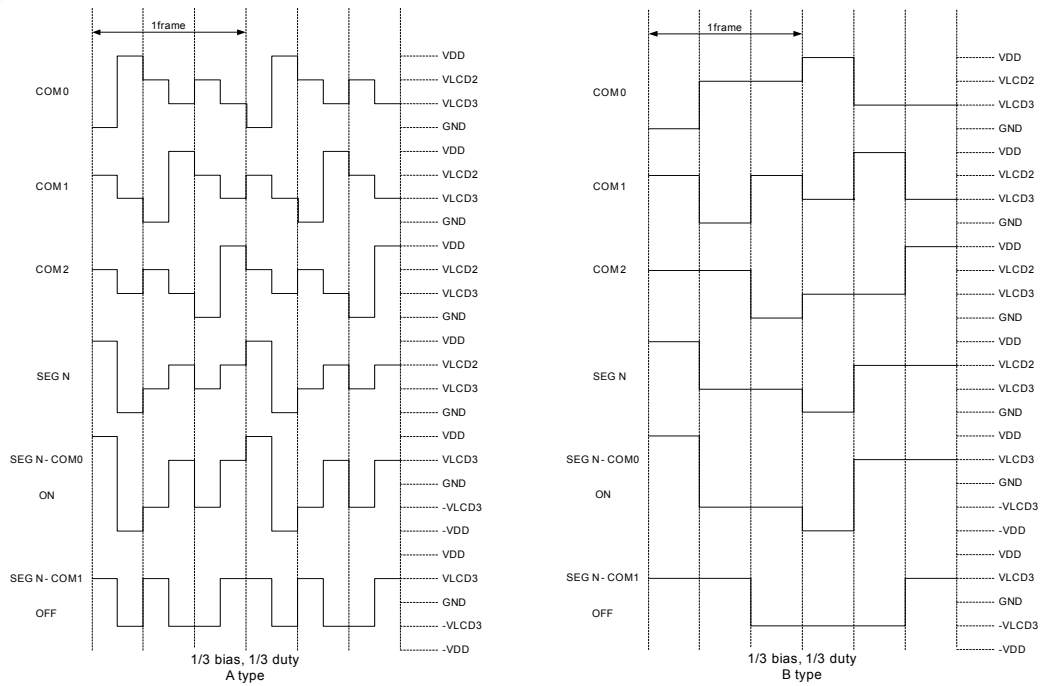 1frame
COM0
VDD
VLCD2
VLCD3
GND
COM1
VDD
VLCD2
VLCD3
GND
COM2
VDD
VLCD2
VLCD3
GND
SEG N
VDD
VLCD2
VLCD3
GND
SEG N - COM0
ON
VDD
VLCD3
GND
-VLCD3
-VDD
SEG N - COM1
OFF
VDD
VLCD3
GND
-VLCD3
-VDD
1/3 bias, 1/3 duty
A type
1frame
COM0
VDD
VLCD2
VLCD3
GND
COM1
VDD
VLCD2
VLCD3
GND
COM2
VDD
VLCD2
VLCD3
GND
SEG N
VDD
VLCD2
VLCD3
GND
SEG N - COM0
ON
VDD
VLCD3
GND
-VLCD3
-VDD
SEG N - COM1
OFF
VDD
VLCD3
GND
-VLCD3
-VDD
1/3 bias, 1/3 duty
B type